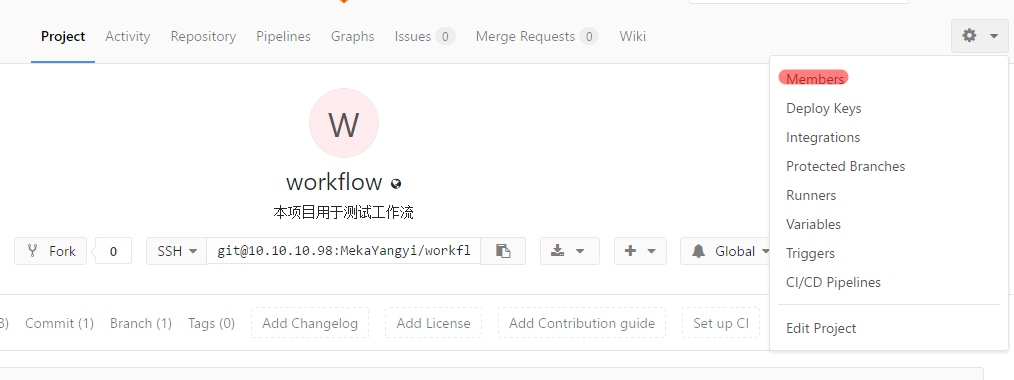 Project Activity Repository Pipelines Graphs Issues 0 Merge Requests 0 Wiki
Members
Deploy Keys
Integrations
Protected Branches
Runners
Variables
Triggers
CI/CD Pipelines
Edit Project
W
workflow
本项目用于测试工作流
Fork 0 SSH git@10.10.10.98:MekaYangyi/workfl Global
3) Commit (1) Branch (1) Tags (0) Add Changelog Add License Add Contribution guide Set up CI